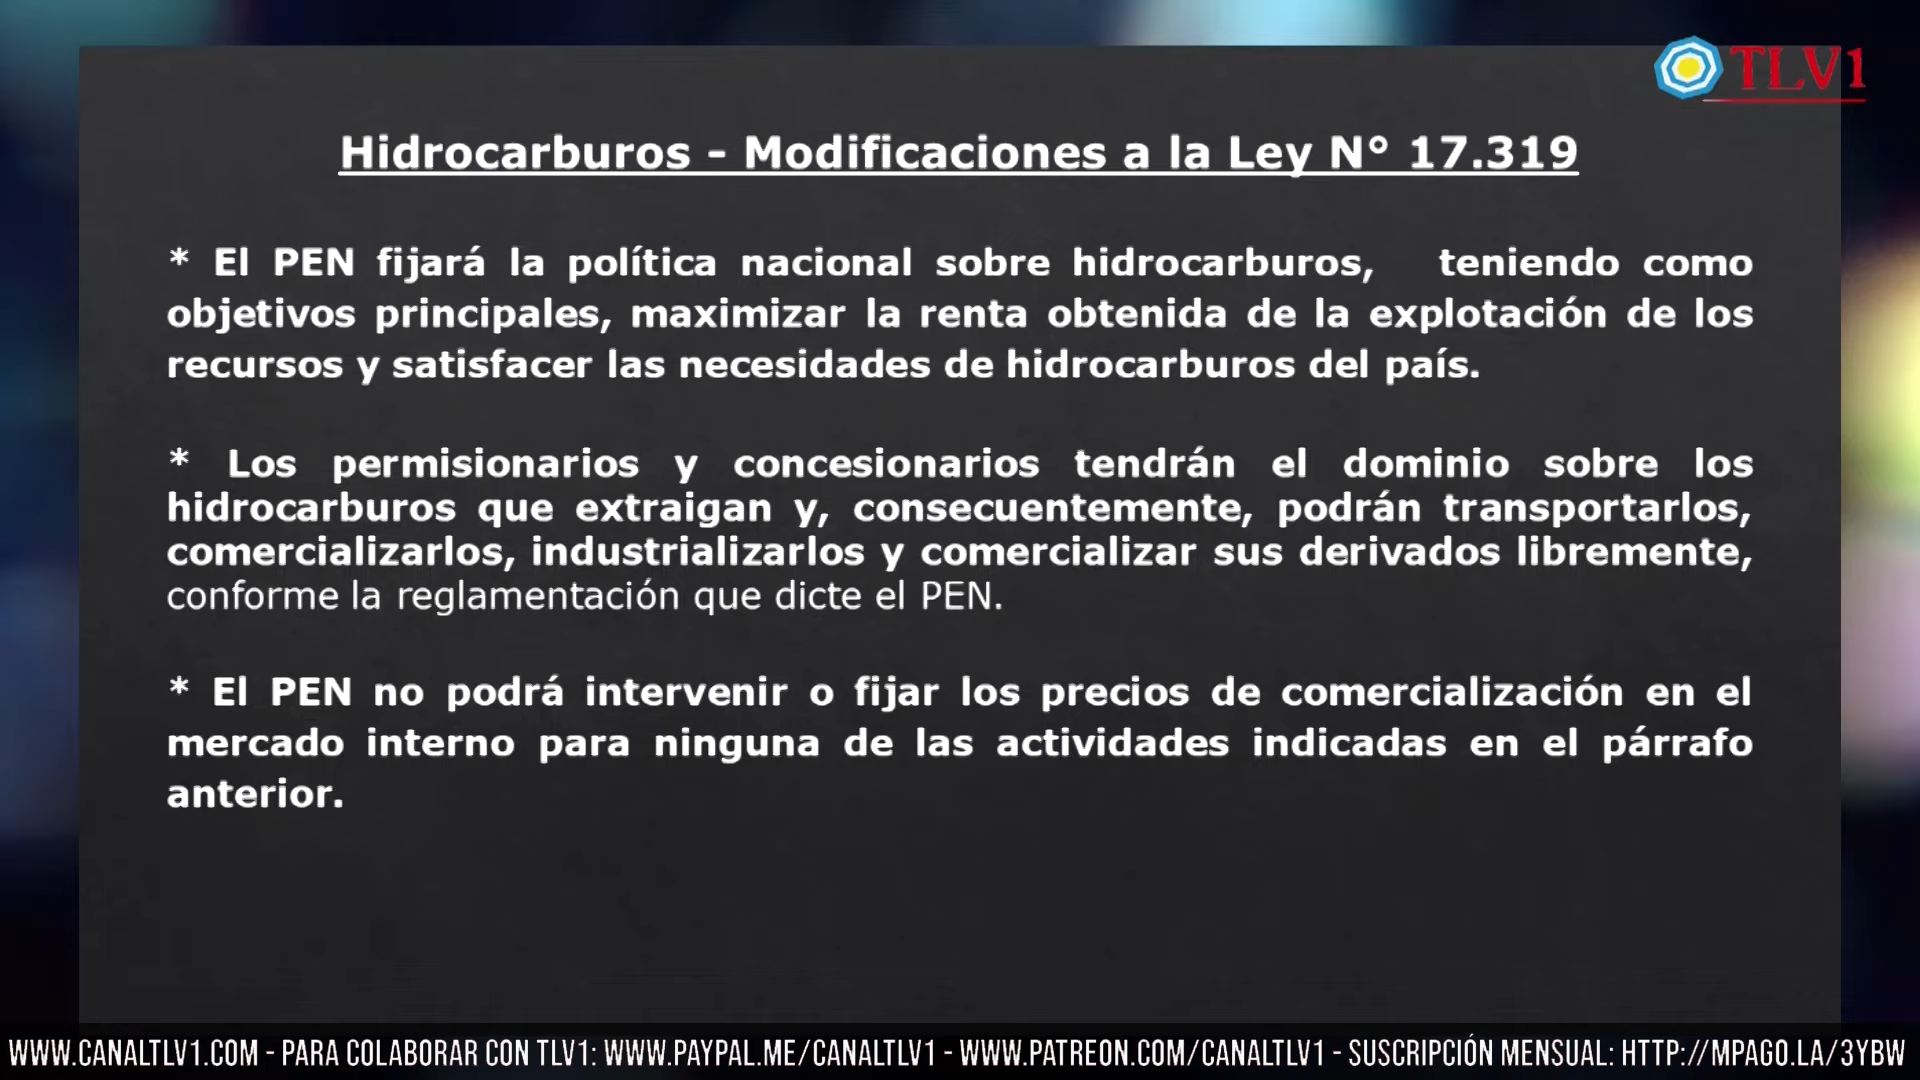 TLV1
Hidrocarburos - Modificaciones a la Ley N° 17.319
* El PEN fijará la política nacional sobre hidrocarburos, teniendo como
objetivos principales, maximizar la renta obtenida de la explotación de los
recursos y satisfacer las necesidades de hidrocarburos del país.
* Los permisionarios y concesionarios tendrán el dominio sobre los
hidrocarburos que extraigan y, consecuentemente, podrán transportarlos,
comercializarlos, industrializarlos y comercializar sus derivados libremente,
conforme la reglamentación que dicte el PEN.
* El PEN no podrá intervenir o fijar los precios de comercialización en el
mercado interno para ninguna de las actividades indicadas en el párrafo
anterior.
WWW.CANALTLV1.COM - PARA COLABORAR CON TLV1: WWW.PAYPAL.ME/CANALTLV1 - WWW.PATREON.COM/CANALTLV1 - SUSCRIPCIÓN MENSUAL: HTTP://MPAGO.LA/3YBW